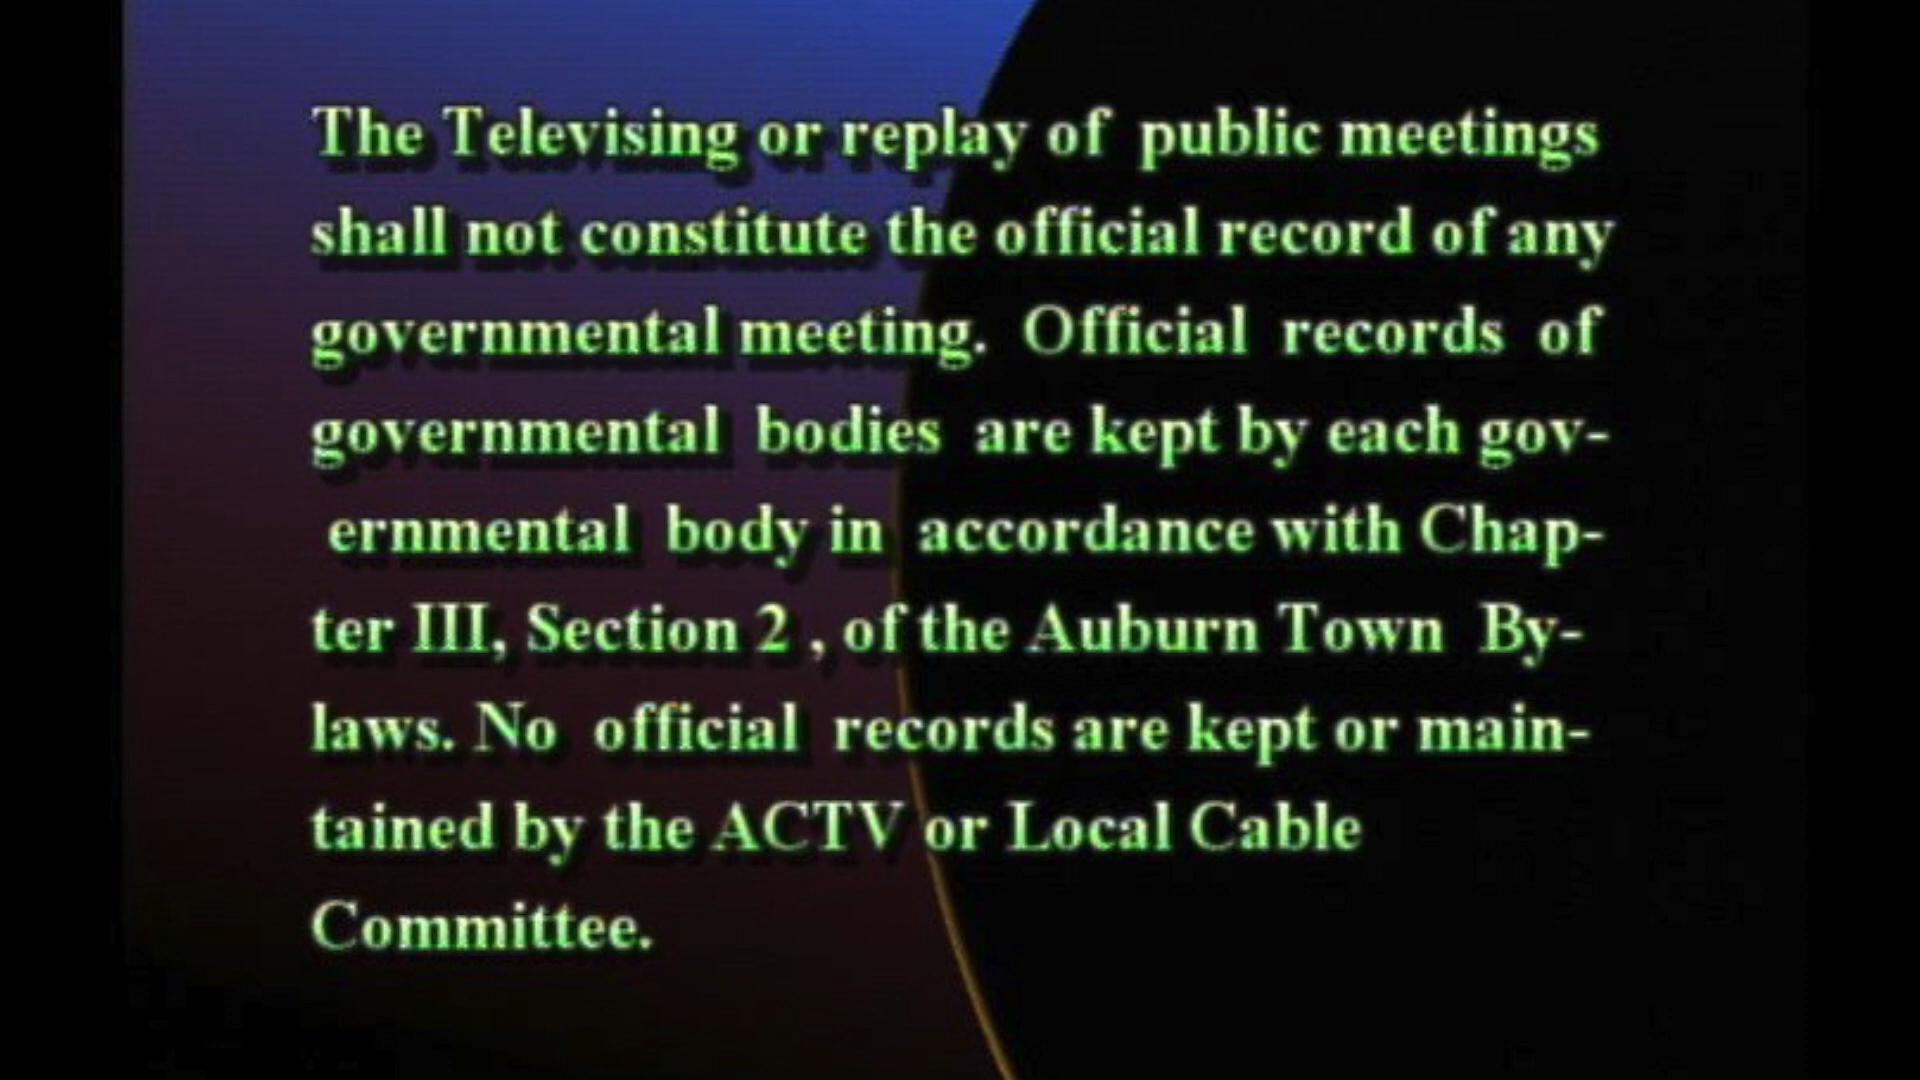 The Televising or replay of public meetings
shall not constitute the official record of any
governmental meeting. Official records of
governmental bodies are kept by each gov-
ernmental body in accordance with Chap-
ter III, Section 2 , of the Auburn Town By-
laws. No official records are kept or main-
tained by the ACTV or Local Cable
Committee.